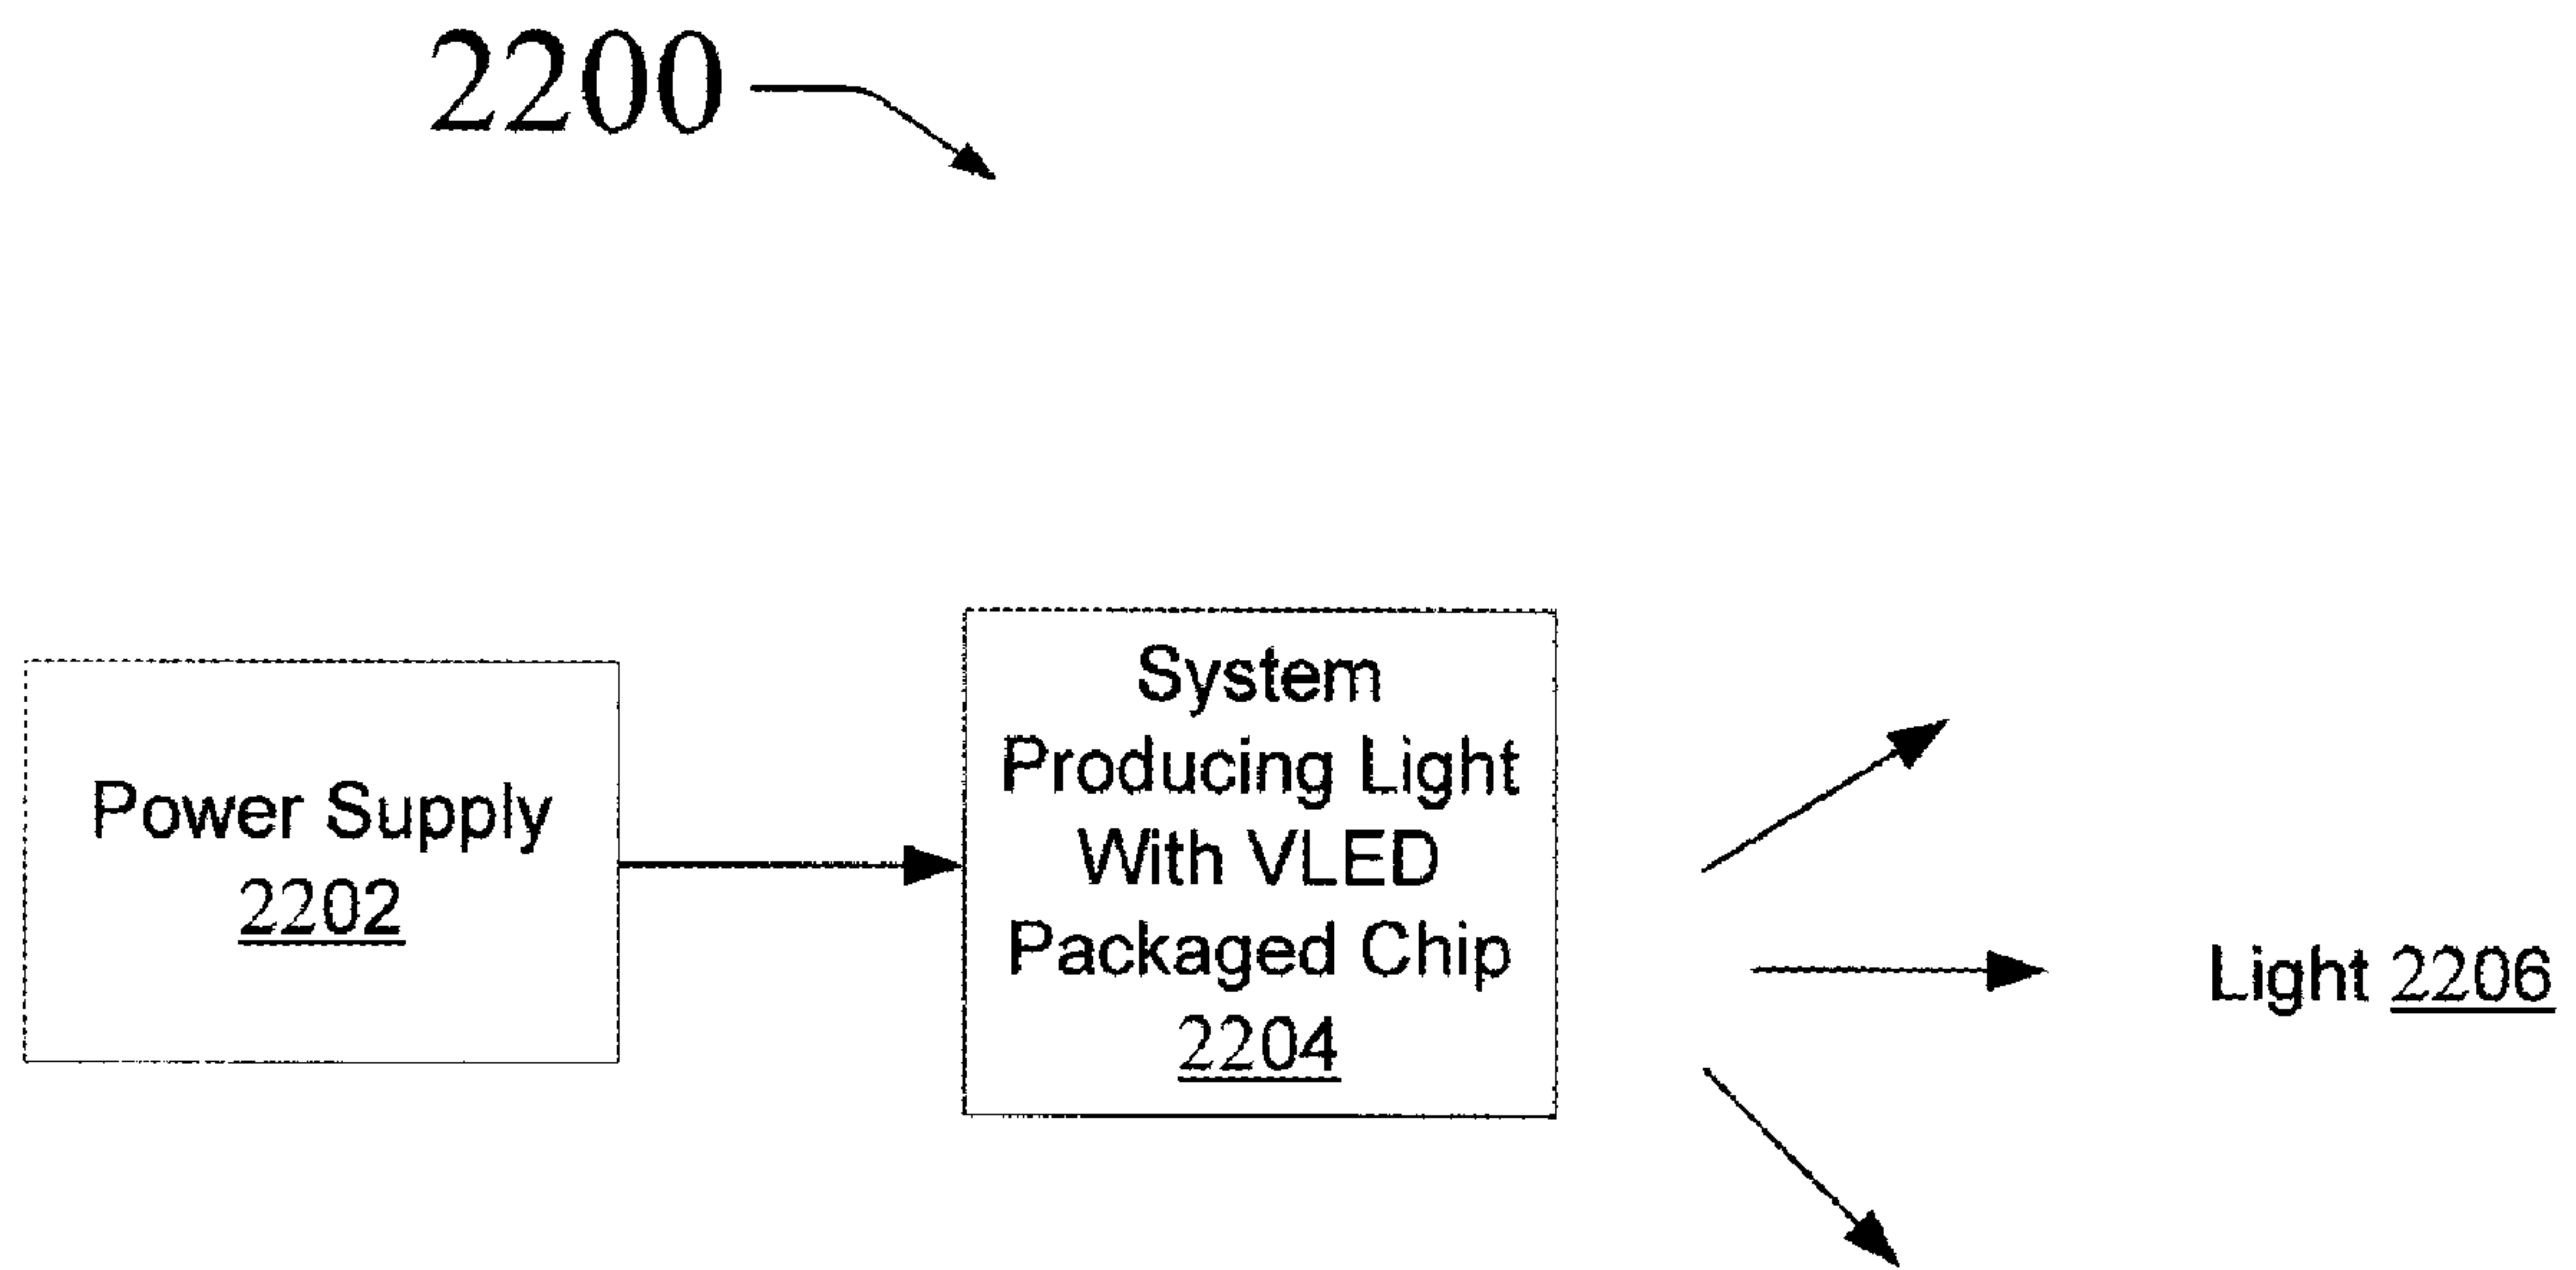 2200
Power Supply
2202
System
Producing Light
With VLED
Packaged Chip
2204
Light 2206